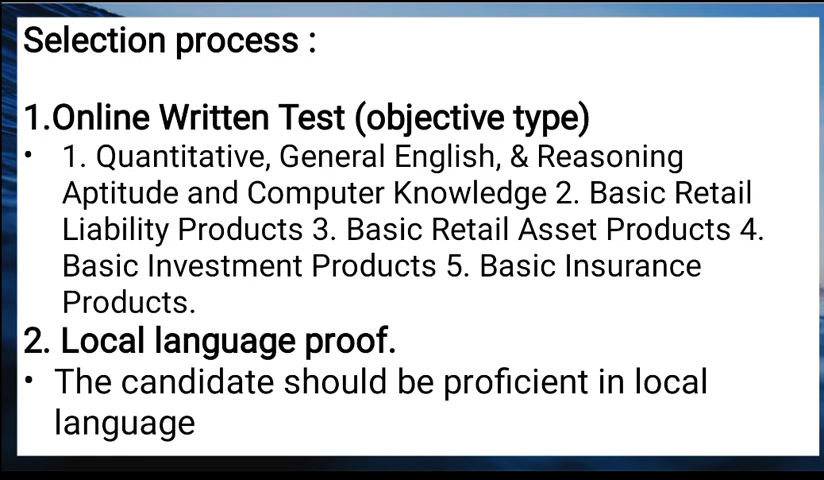 Selection process :
1.Online Written Test (objective type)
• 1. Quantitative, General English, & Reasoning
Aptitude and Computer Knowledge 2. Basic Retail
Liability Products 3. Basic Retail Asset Products 4.
Basic Investment Products 5. Basic Insurance
Products.
2. Local language proof.
• The candidate should be proficient in local
language